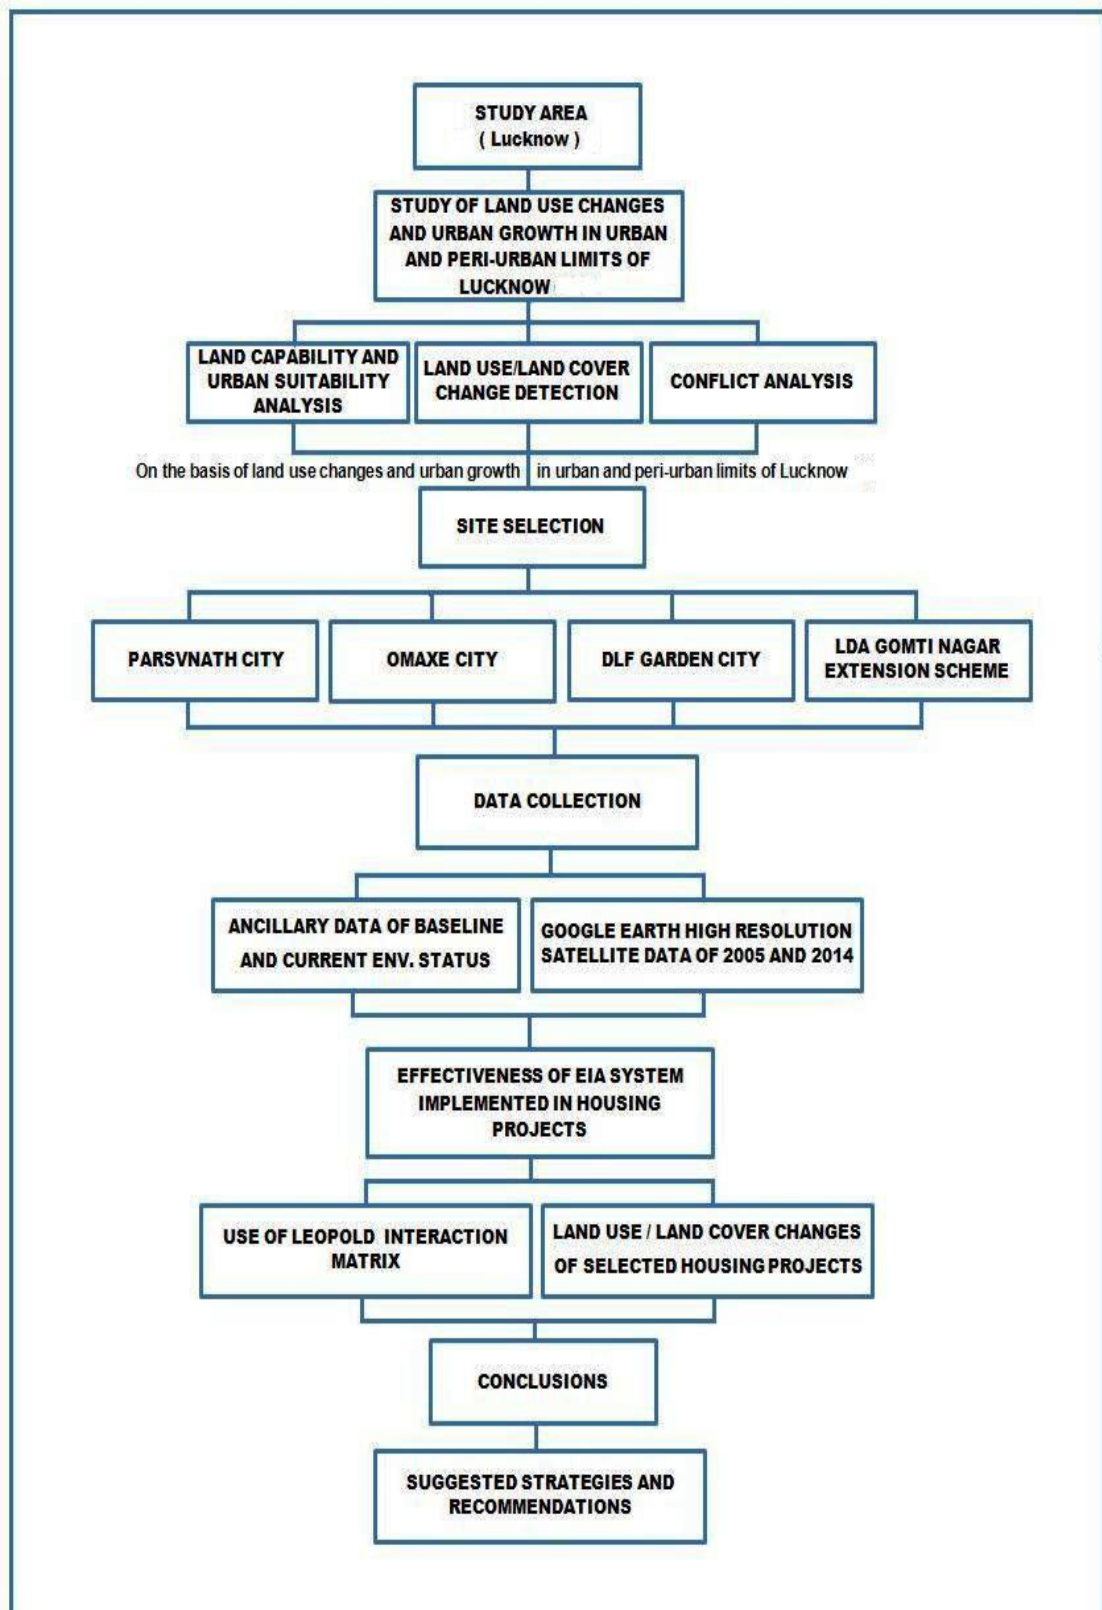 STUDY AREA
( Lucknow )
STUDY OF LAND USE CHANGES
AND URBAN GROWTH IN URBAN
AND PERI-URBAN LIMITS OF
LUCKNOW
LAND CAPABILITY AND
URBAN SUITABILITY
ANALYSIS
LAND USE/LAND COVER
CHANGE DETECTION
CONFLICT ANALYSIS
On the basis of land use changes and urban growth in urban and peri-urban limits of Lucknow
SITE SELECTION
PARSVNATH CITY
OMAXE CITY
DLF GARDEN CITY
LDA GOMTI NAGAR
EXTENSION SCHEME
DATA COLLECTION
ANCILLARY DATA OF BASELINE
AND CURRENT ENV. STATUS
GOOGLE EARTH HIGH RESOLUTION
SATELLITE DATA OF 2005 AND 2014
EFFECTIVENESS OF EIA SYSTEM
IMPLEMENTED IN HOUSING
PROJECTS
USE OF LEOPOLD INTERACTION
MATRIX
LAND USE / LAND COVER CHANGES
OF SELECTED HOUSING PROJECTS
CONCLUSIONS
SUGGESTED STRATEGIES AND
RECOMMENDATIONS